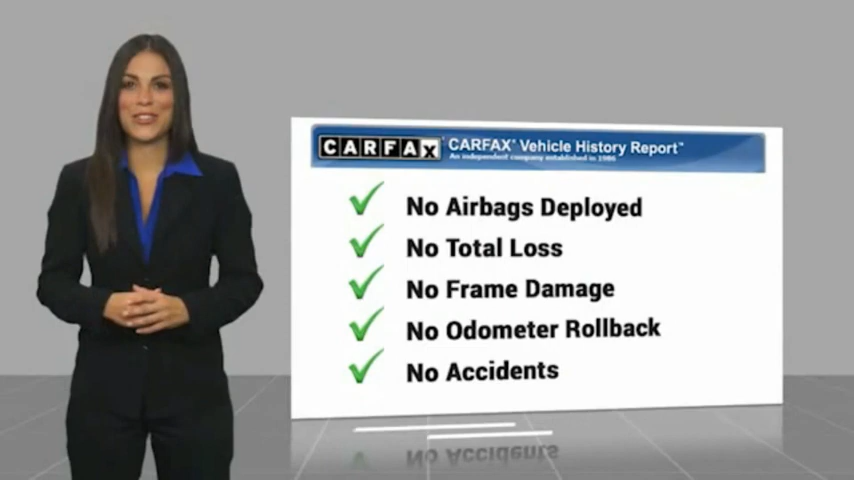 CARFAX CARFAX® Vehicle History Report™
An independent company established in 1986
No Airbags Deployed
No Total Loss
No Frame Damage
No Odometer Rollback
No Accidents